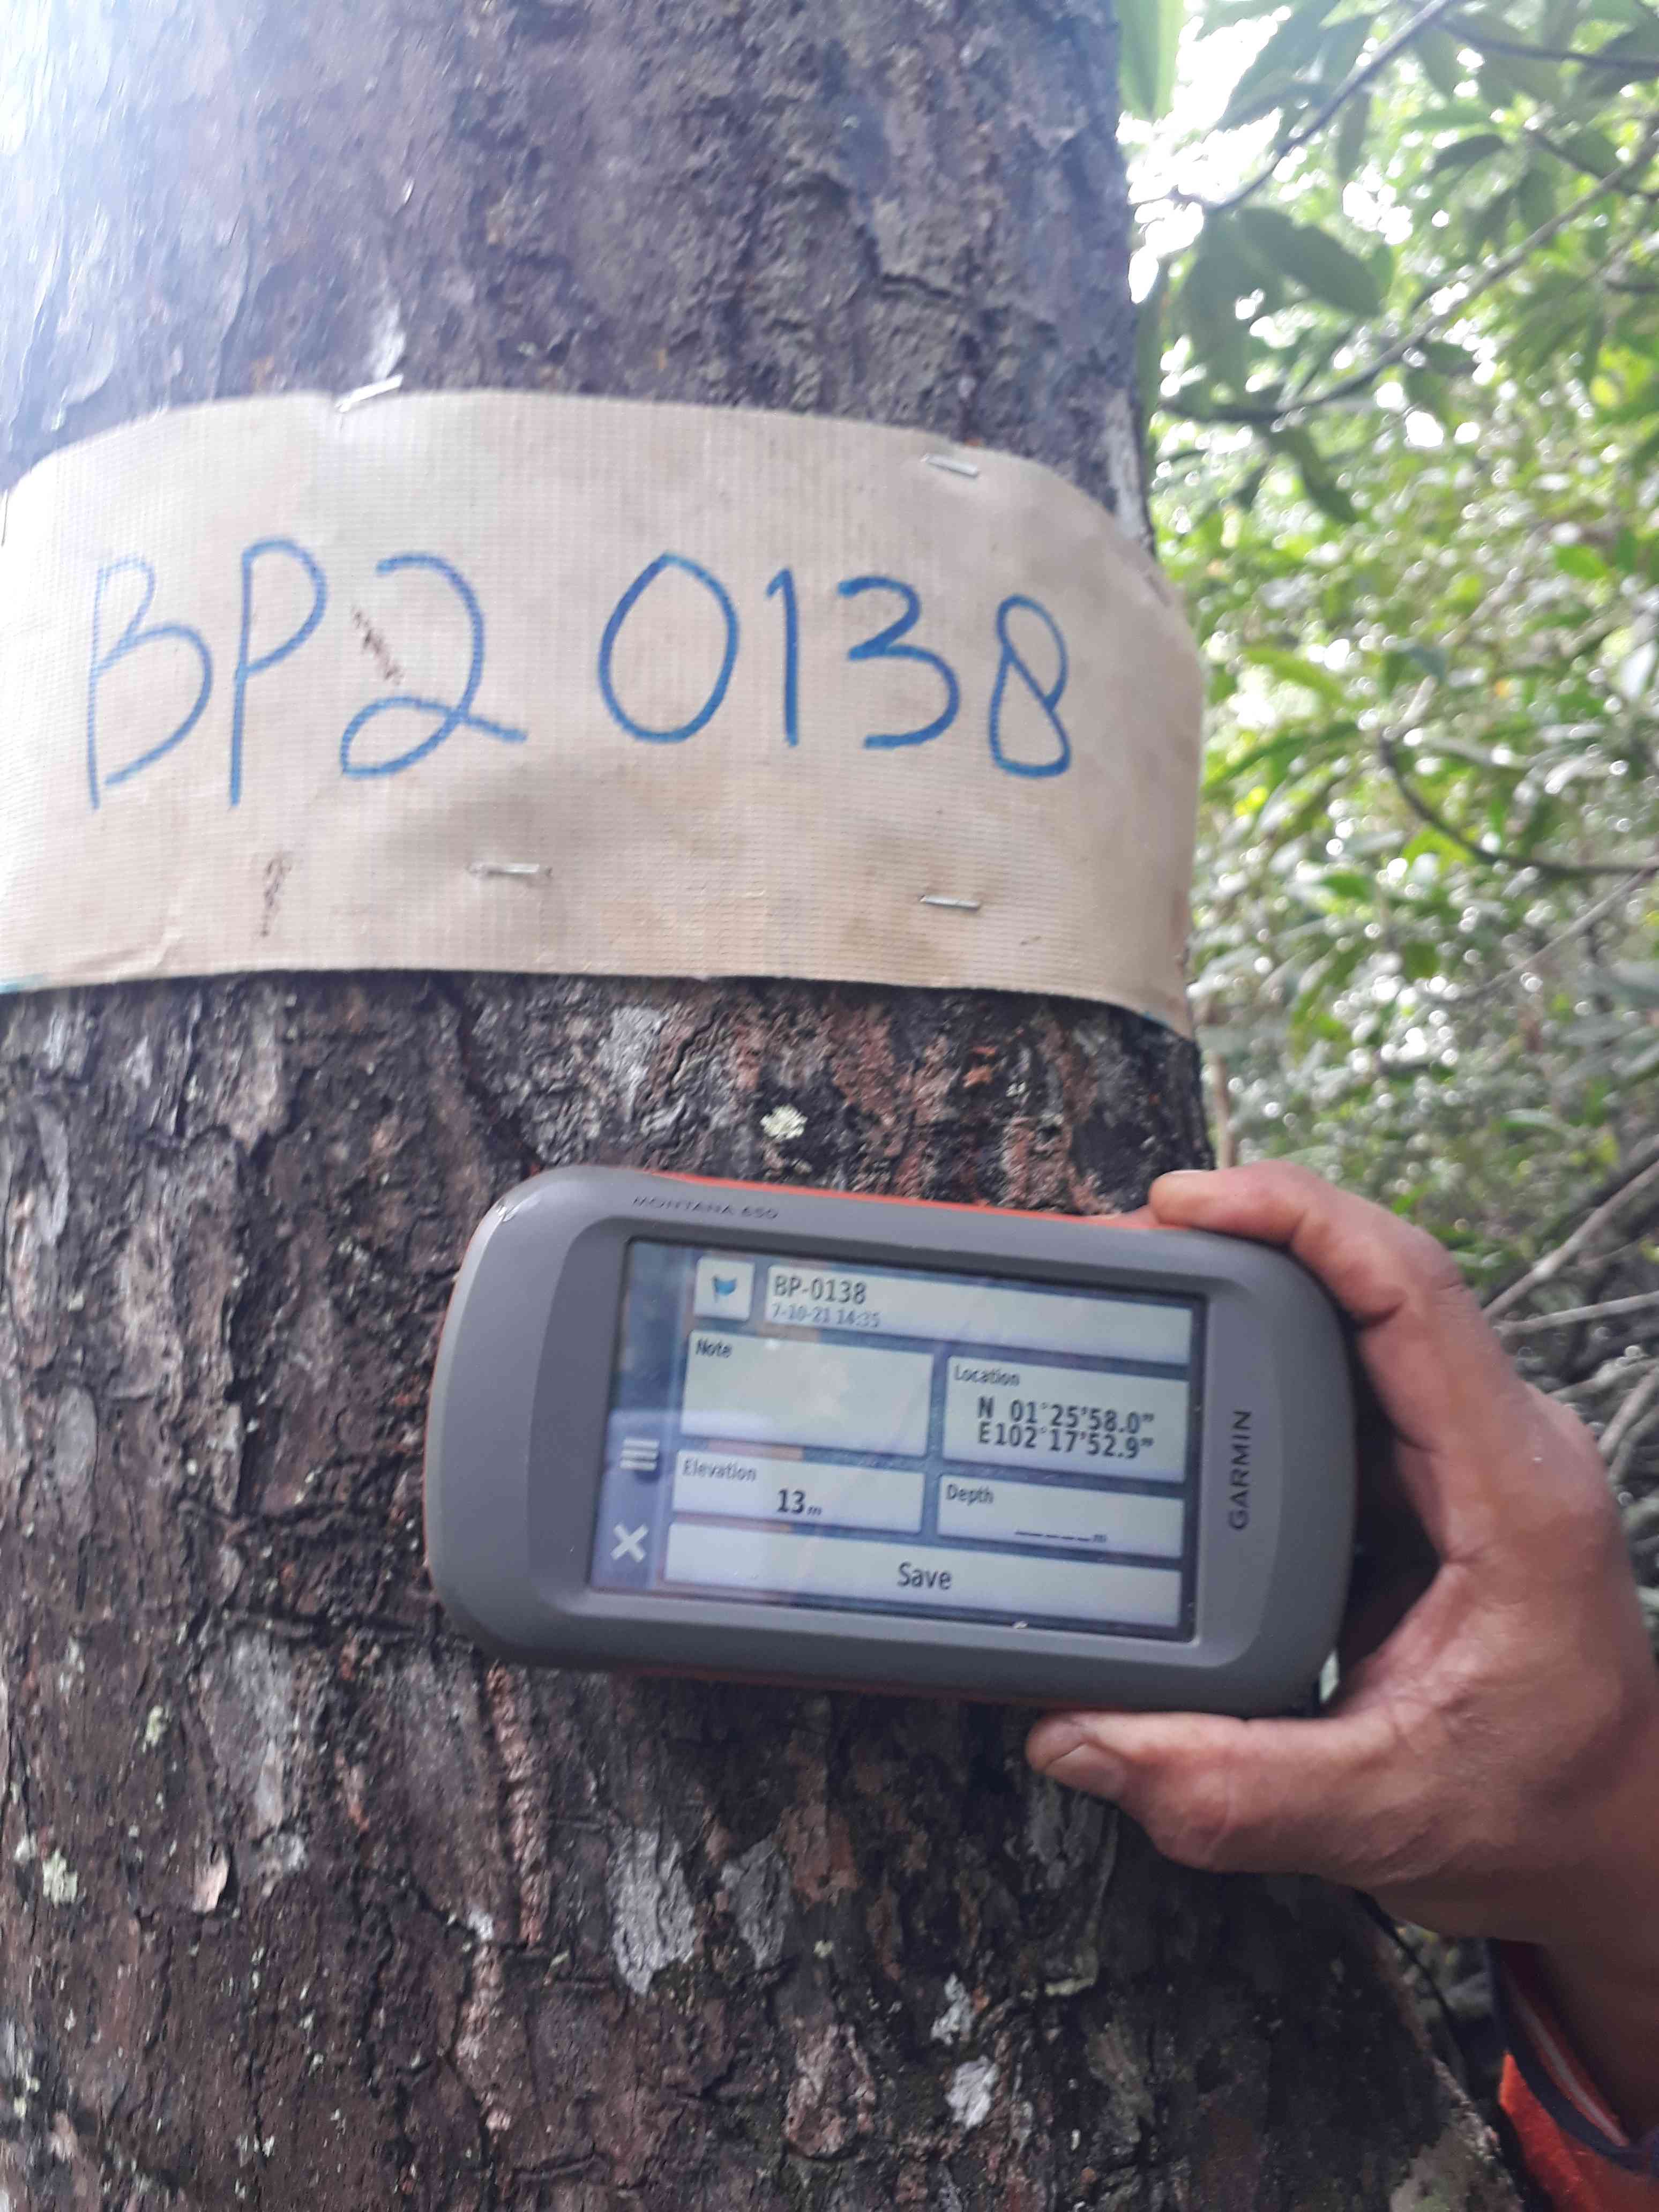 BP2 0138
MONTANA 650
BP-0138
7-10-21 14:35
Note
Location
N 01°25'58.0"
E102°17'52.9"
Elevation
13m
Depth
____m
Save
GARMIN